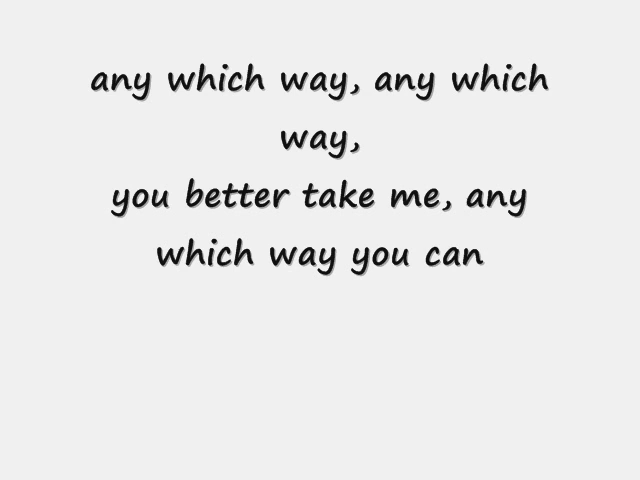 any which way, any which
way,
you better take me, any
which way you can